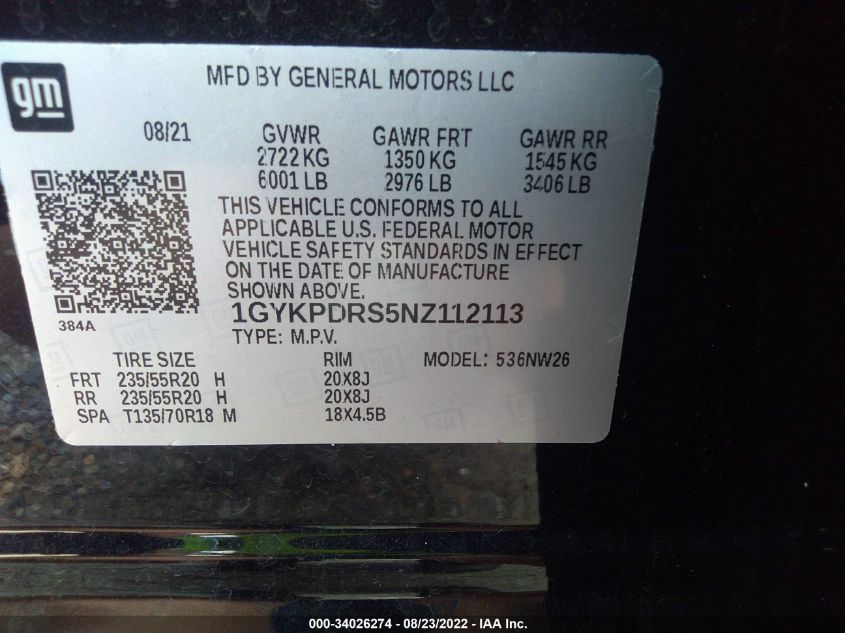 gm
MFD BY GENERAL MOTORS LLC
08/21 GVWR GAWR FRT GAWR RR
2722 KG 1350 KG 1545 KG
6001 LB 2976 LB 3406 LB
THIS VEHICLE CONFORMS TO ALL
APPLICABLE U.S. FEDERAL MOTOR
VEHICLE SAFETY STANDARDS IN EFFECT
ON THE DATE OF MANUFACTURE
SHOWN ABOVE.
384A
1GYKPDRS5NZ112113
TYPE: M.P.V.
TIRE SIZE RIM MODEL: 536NW26
FRT 235/55R20 H 20X8J
RR 235/55R20 H 20X8J
SPA T135/70R18 M 18X4.5B
000-34026274 - 08/23/2022 - IAA Inc.